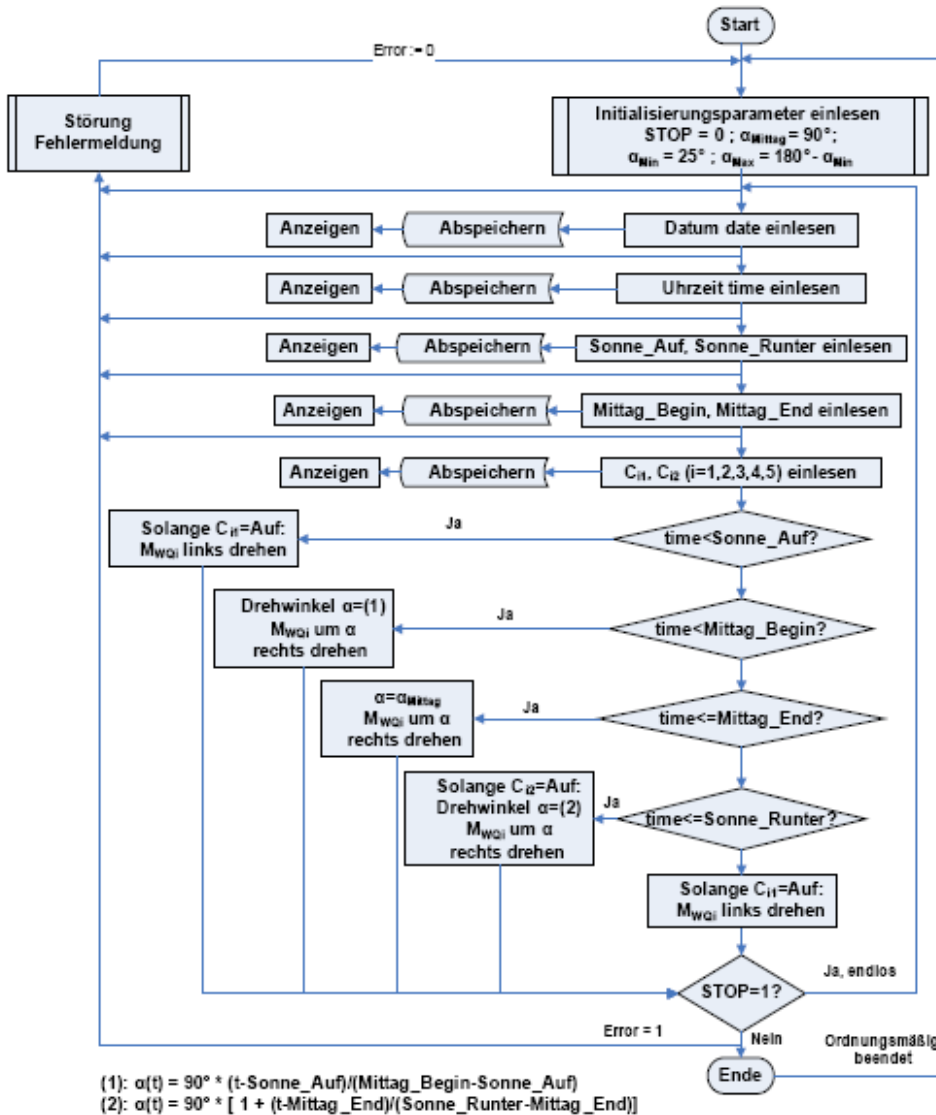 Start
Error := 0
Störung
Fehlermeldung
Initialisierungsparameter einlesen
STOP = 0 ; αMittag = 90°;
αMin = 25° ; αMax = 180°- αMin
Anzeigen
Abspeichern
Datum date einlesen
Anzeigen
Abspeichern
Uhrzeit time einlesen
Anzeigen
Abspeichern
Sonne_Auf, Sonne_Runter einlesen
Anzeigen
Abspeichern
Mittag_Begin, Mittag_End einlesen
Anzeigen
Abspeichern
Ci1, Ci2 (i=1,2,3,4,5) einlesen
Solange Ci1=Auf:
MWQi links drehen
Ja
time<Sonne_Auf?
Drehwinkel α=(1)
MWQi um α
rechts drehen
Ja
time<Mittag_Begin?
α=αMittag
MWQi um α
rechts drehen
Ja
time<=Mittag_End?
Solange Ci2=Auf:
Drehwinkel α=(2)
MWQi um α
rechts drehen
Ja
time<=Sonne_Runter?
Solange Ci1=Auf:
MWQi links drehen
STOP=1?
Ja, endlos
Error = 1
Nein
Ordnungsmäßig
beendet
Ende
(1): α(t) = 90° * (t-Sonne_Auf)/(Mittag_Begin-Sonne_Auf)
(2): α(t) = 90° * [ 1 + (t-Mittag_End)/(Sonne_Runter-Mittag_End)]